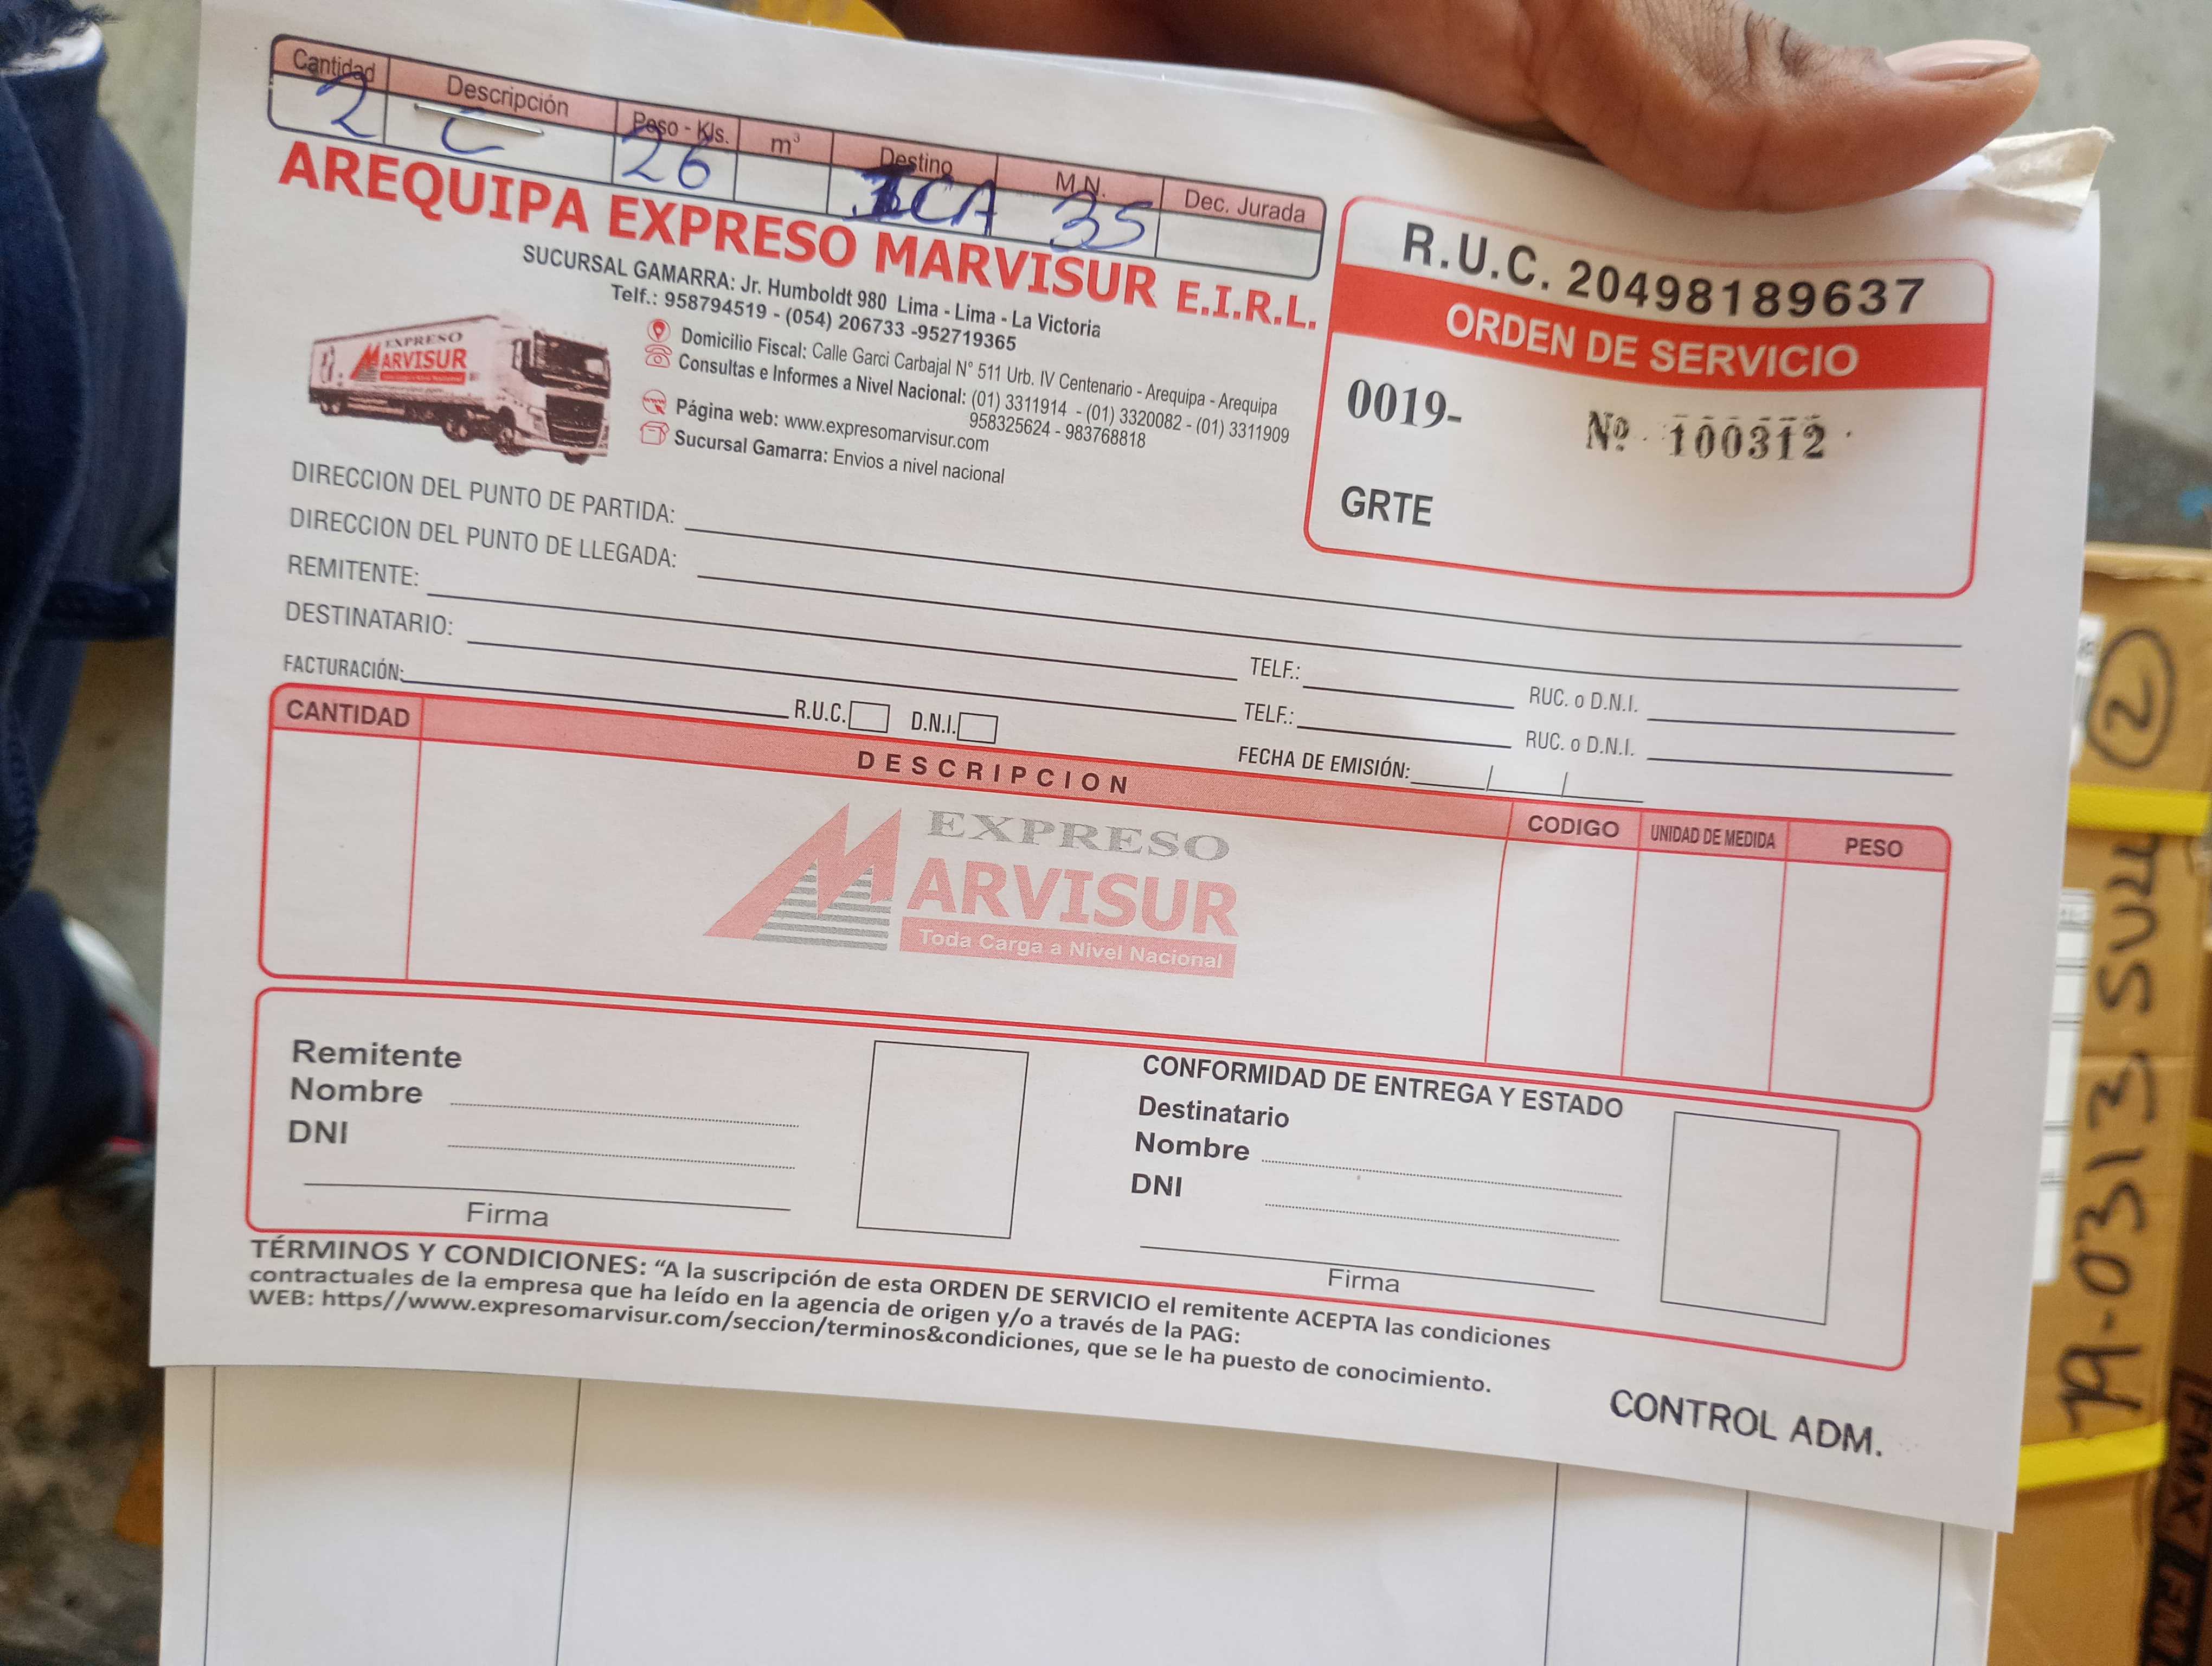 Cantidad Descripción Peso - Kls. m³ Destino M.N. Dec. Jurada
2 C 26 ICA 35
AREQUIPA EXPRESO MARVISUR E.I.R.L.
SUCURSAL GAMARRA: Jr. Humboldt 980 Lima - Lima - La Victoria
Telf.: 958794519 - (054) 206733 -952719365
Domicilio Fiscal: Calle Garci Carbajal N° 511 Urb. IV Centenario - Arequipa - Arequipa
Consultas e Informes a Nivel Nacional: (01) 3311914 - (01) 3320082 - (01) 3311909
958325624 - 983768818
Página web: www.expresomarvisur.com
Sucursal Gamarra: Envios a nivel nacional
EXPRESO
MARVISUR
R.U.C. 20498189637
ORDEN DE SERVICIO
0019- Nº 100312
GRTE
DIRECCION DEL PUNTO DE PARTIDA:
DIRECCION DEL PUNTO DE LLEGADA:
REMITENTE: TELF.: RUC. o D.N.I.
DESTINATARIO: TELF.: RUC. o D.N.I.
FACTURACIÓN: R.U.C. D.N.I. FECHA DE EMISIÓN: / /
CANTIDAD DESCRIPCION CODIGO UNIDAD DE MEDIDA PESO
EXPRESO
MARVISUR
Toda Carga a Nivel Nacional
Remitente
Nombre
DNI
Firma
CONFORMIDAD DE ENTREGA Y ESTADO
Destinatario
Nombre
DNI
Firma
TÉRMINOS Y CONDICIONES: “A la suscripción de esta ORDEN DE SERVICIO el remitente ACEPTA las condiciones
contractuales de la empresa que ha leído en la agencia de origen y/o a través de la PAG:
WEB: https//www.expresomarvisur.com/seccion/terminos&condiciones, que se le ha puesto de conocimiento.
CONTROL ADM.
2
19-0313
FMX FM